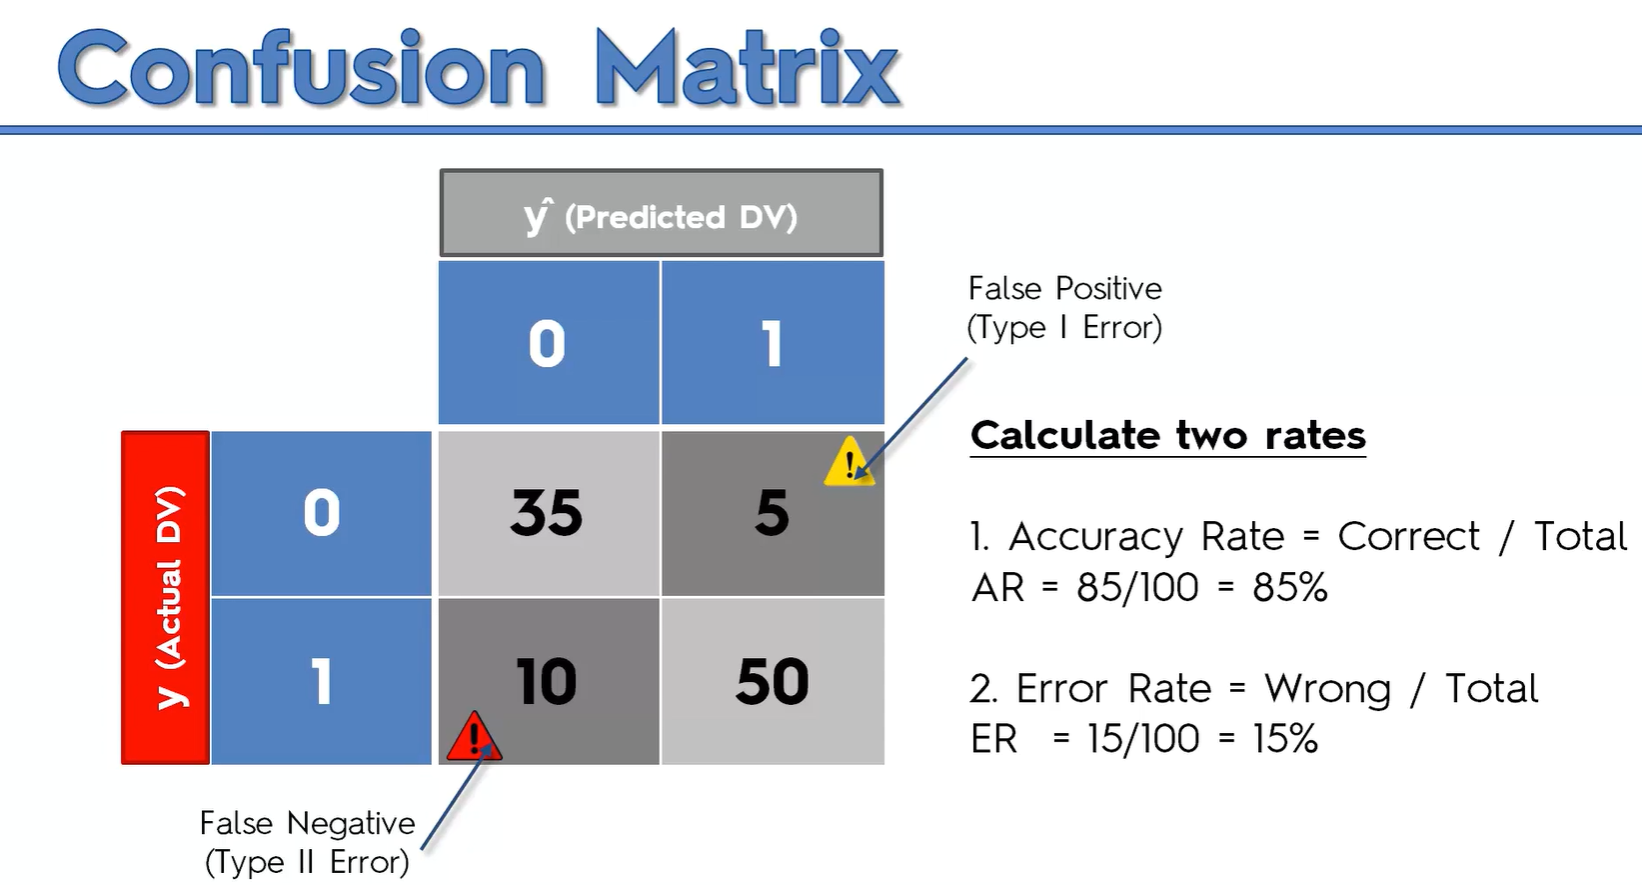 Confusion Matrix
ŷ (Predicted DV)
0 1
False Positive
(Type I Error)
y (Actual DV)
0 35 5
1 10 50
False Negative
(Type II Error)
Calculate two rates
1. Accuracy Rate = Correct / Total
AR = 85/100 = 85%
2. Error Rate = Wrong / Total
ER = 15/100 = 15%